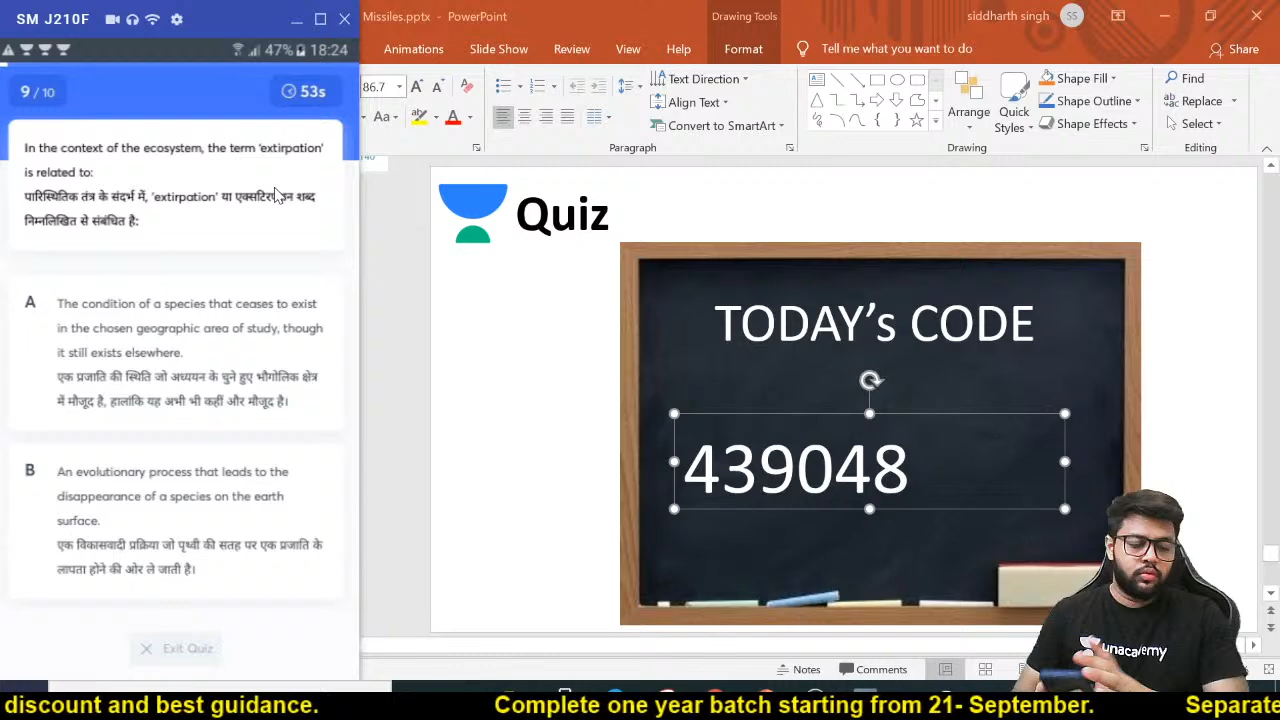 SM J210F
47% 18:24
9 / 10
53s
In the context of the ecosystem, the term 'extirpation'
is related to:
पारिस्थितिक तंत्र के संदर्भ में, 'extirpation' या शब्द
निम्नलिखित से संबंधित है:
A
The condition of a species that ceases to exist
in the chosen geographic area of study, though
it still exists elsewhere.
एक प्रजाति की स्थिति जो अध्ययन के चुने हुए भौगोलिक क्षेत्र
में मौजूद है, हालांकि यह अभी भी कहीं और मौजूद है।
B
An evolutionary process that leads to the
disappearance of a species on the earth
surface.
एक विकासवादी प्रक्रिया जो पृथ्वी की सतह पर एक प्रजाति के
लापता होने की ओर ले जाती है।
Exit Quiz
Missiles.pptx - PowerPoint
Drawing Tools
siddharth singh
SS
Animations Slide Show Review View Help Format Tell me what you want to do Share
86.7
A A
Aa
A
Text Direction
Align Text
Convert to SmartArt
Paragraph
Arrange
Quick
Styles
Shape Fill
Shape Outline
Shape Effects
Drawing
Find
Replace
Select
Editing
Quiz
TODAY's CODE
439048
unacademy
Notes Comments
discount and best guidance. Complete one year batch starting from 21- September. Separate